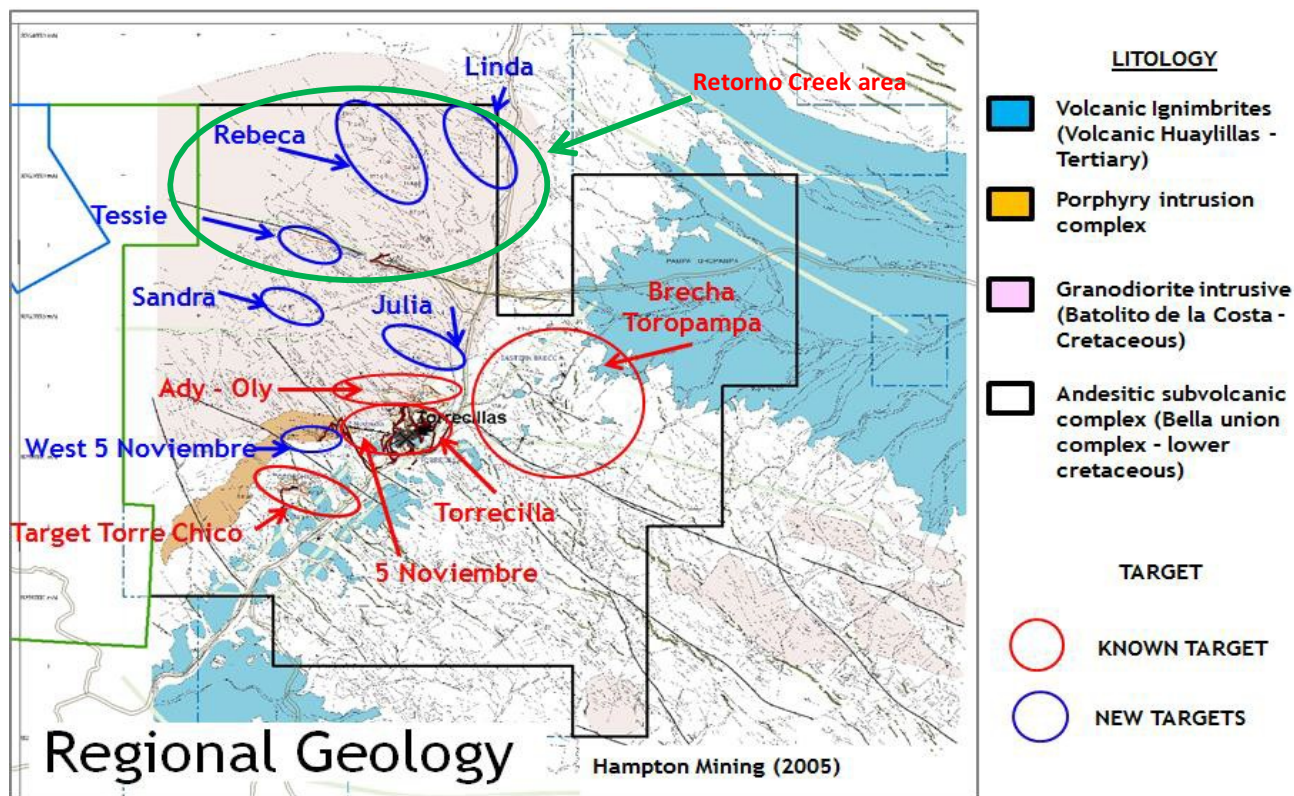 Linda
Retorno Creek area
Rebeca
Tessie
Sandra
Julia
Brecha
Toropampa
EASTERN BRECCIA
Ady - Oly
Torrecillas
West 5 Noviembre
Torrecilla
Target Torre Chico
5 Noviembre
Regional Geology
Hampton Mining (2005)
LITOLOGY
Volcanic Ignimbrites
(Volcanic Huaylillas -
Tertiary)
Porphyry intrusion
complex
Granodiorite intrusive
(Batolito de la Costa -
Cretaceous)
Andesitic subvolcanic
complex (Bella union
complex - lower
cretaceous)
TARGET
KNOWN TARGET
NEW TARGETS